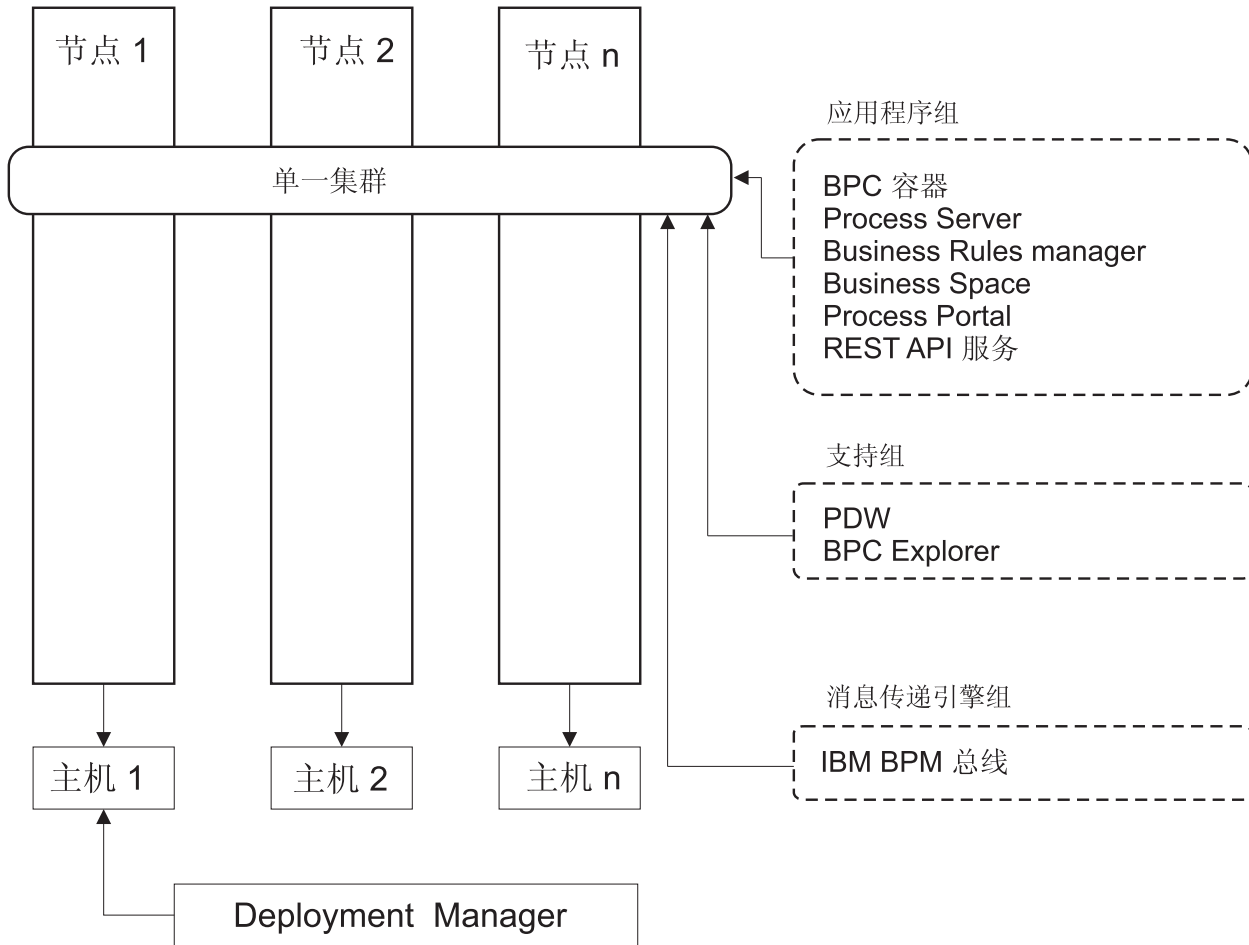 节点 1
节点 2
节点 n
单一集群
应用程序组
BPC 容器
Process Server
Business Rules manager
Business Space
Process Portal
REST API 服务
支持组
PDW
BPC Explorer
消息传递引擎组
IBM BPM 总线
主机 1
主机 2
主机 n
Deployment Manager